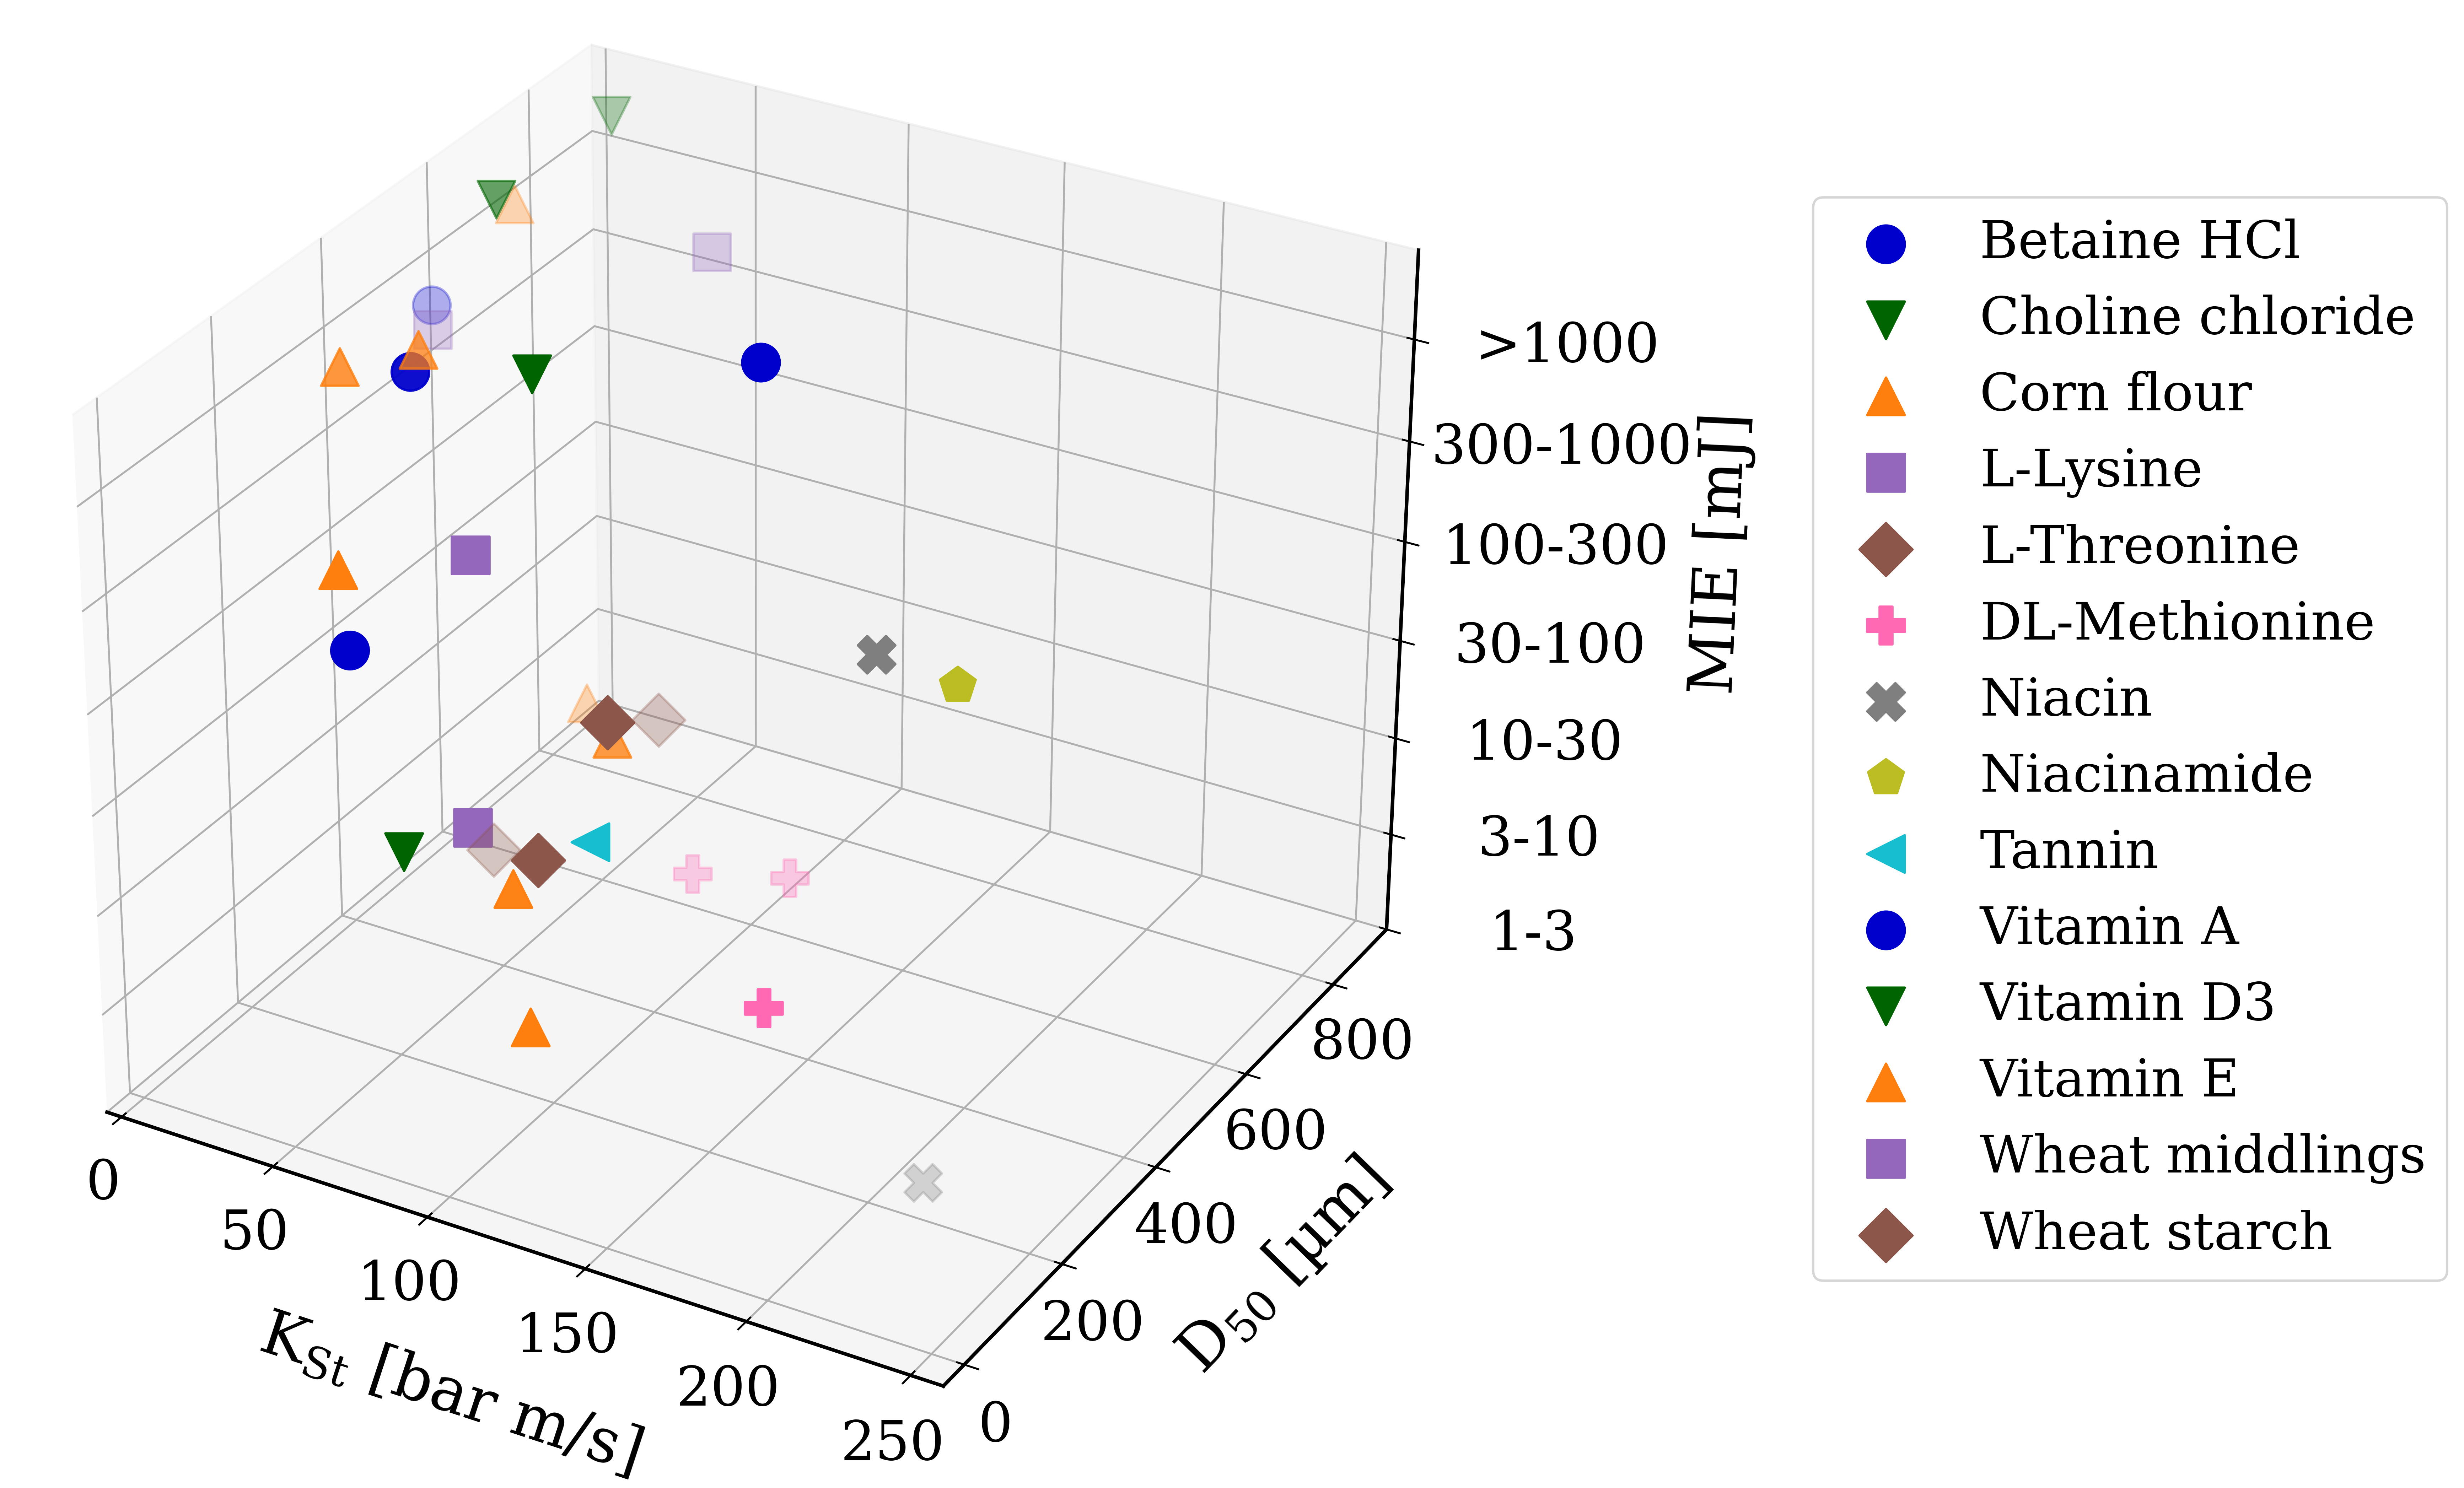 >1000
300-1000
100-300
30-100
10-30
3-10
1-3
MIE [mJ]
800
600
400
200
0
D50 [µm]
0
50
100
150
200
250
KSt [bar m/s]
Betaine HCl
Choline chloride
Corn flour
L-Lysine
L-Threonine
DL-Methionine
Niacin
Niacinamide
Tannin
Vitamin A
Vitamin D3
Vitamin E
Wheat middlings
Wheat starch